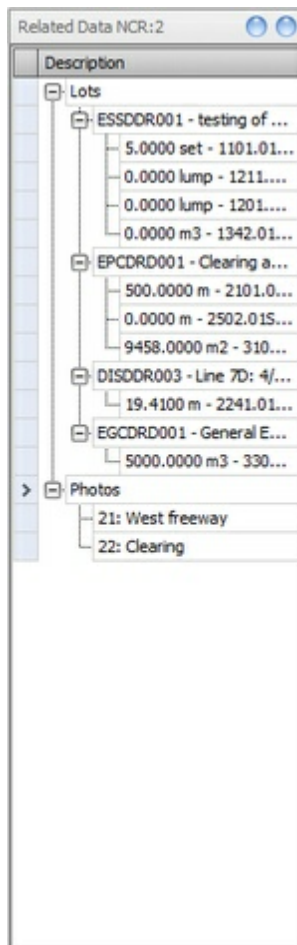 Related Data NCR:2
Description
Lots
ESSDDR001 - testing of ...
5.0000 set - 1101.01...
0.0000 lump - 1211....
0.0000 lump - 1201....
0.0000 m3 - 1342.01...
EPCDRD001 - Clearing a...
500.0000 m - 2101.0...
0.0000 m - 2502.01S...
9458.0000 m2 - 310...
DISDDR003 - Line 7D: 4/...
19.4100 m - 2241.01...
EGCDRD001 - General E...
5000.0000 m3 - 330...
Photos
21: West freeway
22: Clearing